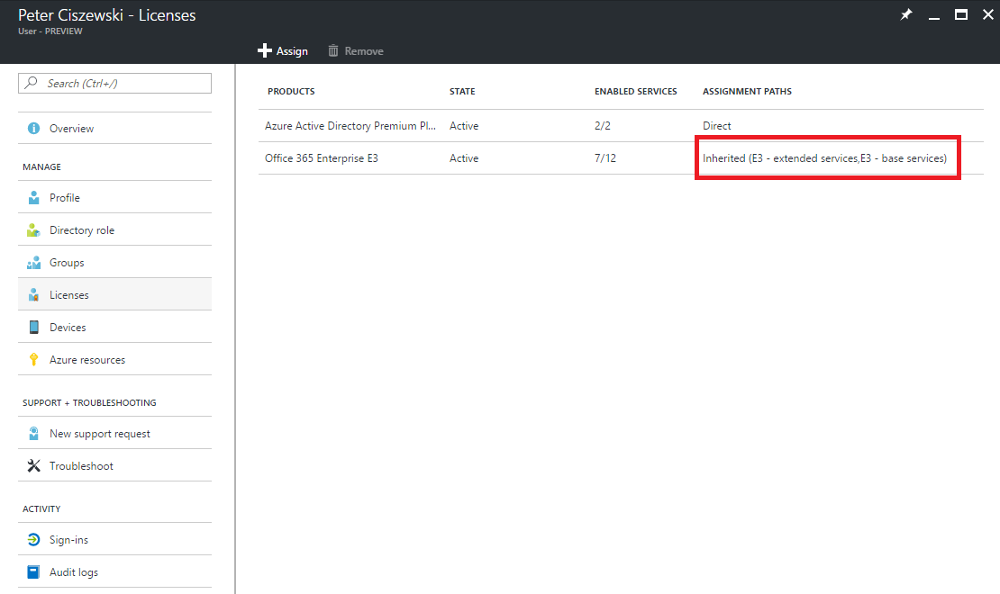 Peter Ciszewski - Licenses
User - PREVIEW
Assign Remove
Search (Ctrl+/)
Overview
MANAGE
Profile
Directory role
Groups
Licenses
Devices
Azure resources
SUPPORT + TROUBLESHOOTING
New support request
Troubleshoot
ACTIVITY
Sign-ins
Audit logs
PRODUCTS STATE ENABLED SERVICES ASSIGNMENT PATHS
Azure Active Directory Premium Pl... Active 2/2 Direct
Office 365 Enterprise E3 Active 7/12 Inherited (E3 - extended services,E3 - base services)